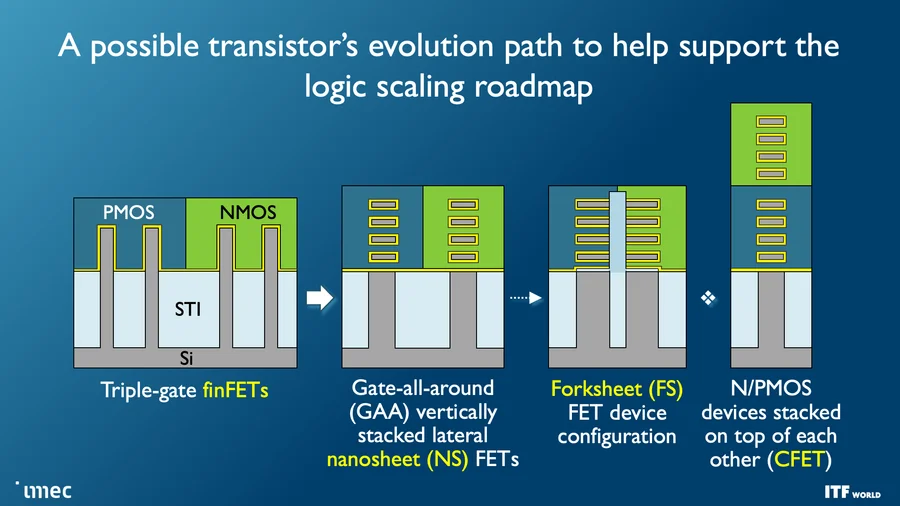 A possible transistor's evolution path to help support the
logic scaling roadmap
PMOS
NMOS
STI
Si
Triple-gate finFETs
Gate-all-around
(GAA) vertically
stacked lateral
nanosheet (NS) FETs
Forksheet (FS)
FET device
configuration
N/PMOS
devices stacked
on top of each
other (CFET)
imec
ITF WORLD